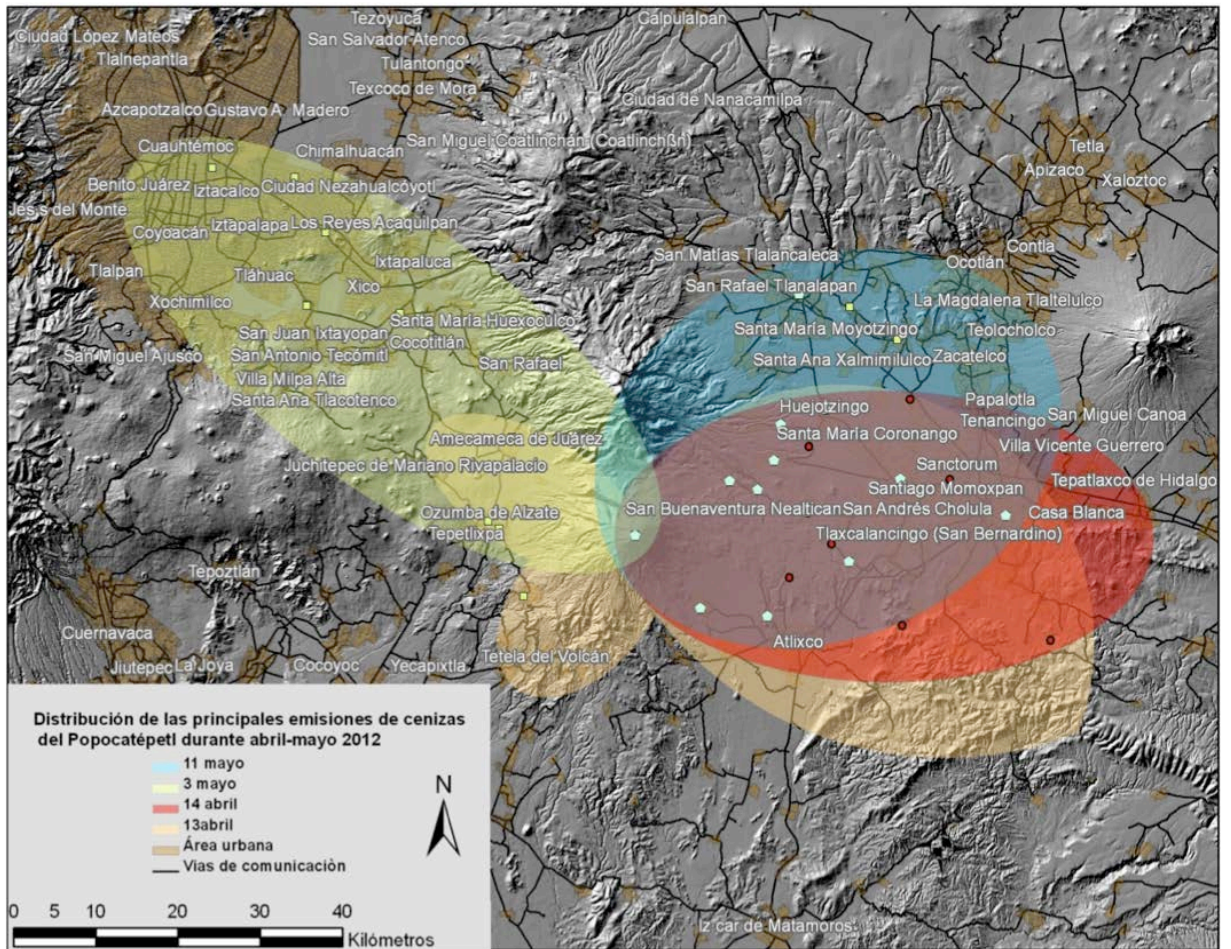 Tezoyuca
Calpulalpan
Ciudad López Mateos
San Salvador Atenco
Tlalnepantla
Tulantongo
Texcoco de Mora
Ciudad de Nanacamilpa
Azcapotzalco Gustavo A. Madero
San Miguel Coatlinchán (Coatlinchßn)
Cuauhtémoc
Chimalhuacán
Tetla
Apizaco
Xaloztoc
Benito Juárez
Iztacalco
Ciudad Nezahualcóyotl
Jes s del Monte
Iztapalapa
Los Reyes Acaquilpan
Coyoacán
Contla
San Matías Tlalancaleca
Ocotlán
Ixtapaluca
Tlalpan
Tláhuac
Xico
San Rafael Tlanalapan
Xochimilco
La Magdalena Tlaltelulco
Santa María Huexoculco
San Juan Ixtayopan
Cocotitlán
Santa María Moyotzingo
Teolocholco
San Miguel Ajusco
San Antonio Tecómitl
San Rafael
Santa Ana Xalmimilulco
Zacatelco
Villa Milpa Alta
Santa Ana Tlacotenco
Huejotzingo
Papalotla
Tenancingo
San Miguel Canoa
Amecameca de Juárez
Santa María Coronango
Villa Vicente Guerrero
Juchitepec de Mariano Rivapalacio
Sanctorum
Tepatlaxco de Hidalgo
Santiago Momoxpan
Ozumba de Alzate
San Buenaventura Nealtican
San Andrés Cholula
Casa Blanca
Tepetlixpa
Tlaxcalancingo (San Bernardino)
Tepoztlán
Cuernavaca
Atlixco
Jiutepec
La Joya
Cocoyoc
Yecapixtla
Tetela del Volcán
Distribución de las principales emisiones de cenizas
del Popocatépetl durante abril-mayo 2012
11 mayo
3 mayo
14 abril
13abril
Área urbana
Vias de comunicaciòn
N
0 5 10 20 30 40
Kilómetros
Iz car de Matamoros